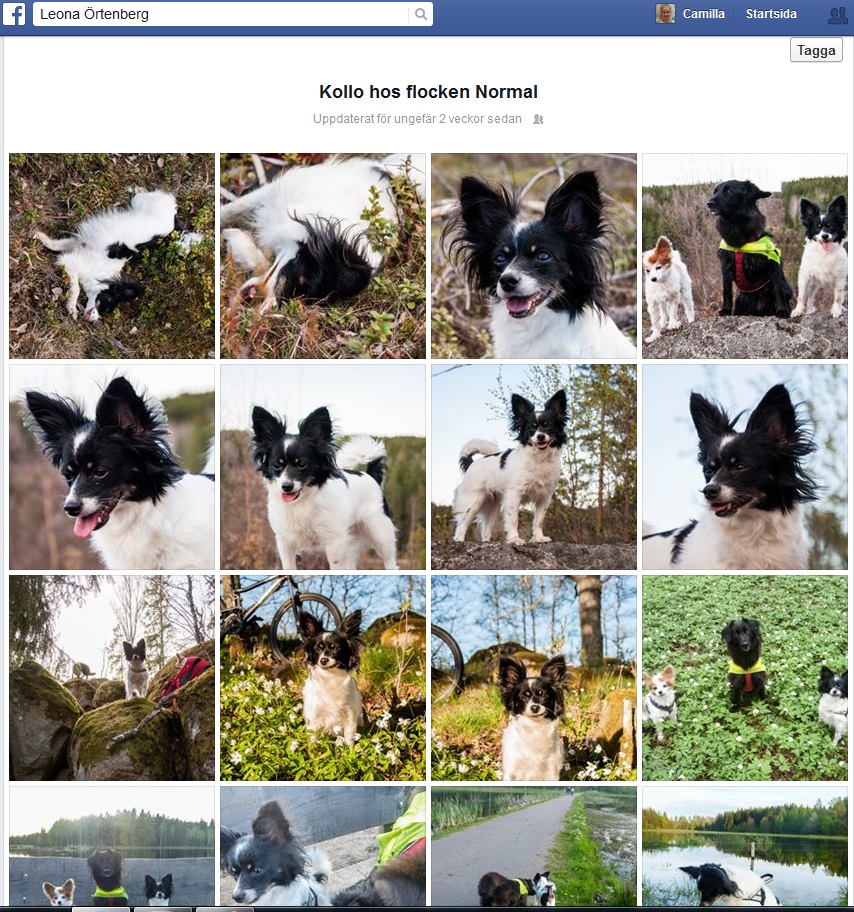 f Leona Örtenberg Camilla Startsida
Tagga
Kollo hos flocken Normal
Uppdaterat för ungefär 2 veckor sedan